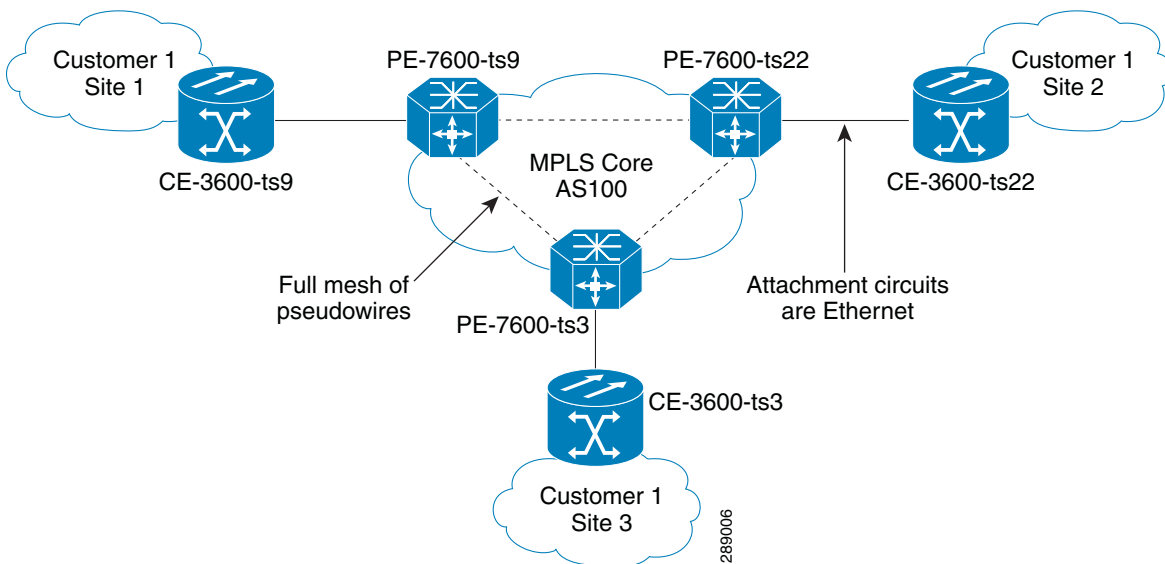 Customer 1
Site 1
PE-7600-ts9
PE-7600-ts22
Customer 1
Site 2
CE-3600-ts9
MPLS Core
AS100
CE-3600-ts22
Full mesh of
pseudowires
Attachment circuits
are Ethernet
PE-7600-ts3
CE-3600-ts3
Customer 1
Site 3
289006